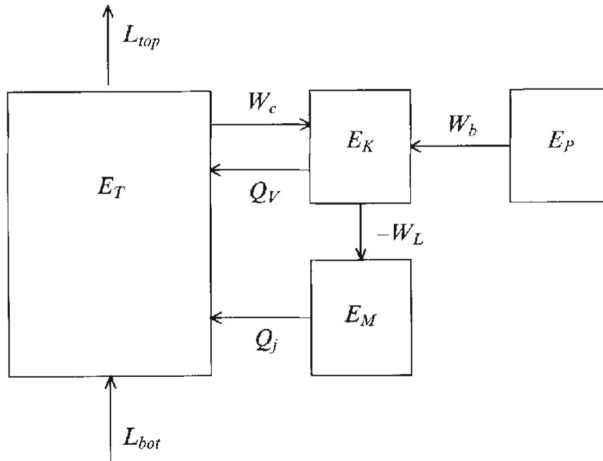 L_top
W_c
W_b
E_K
E_P
E_T
Q_V
–W_L
E_M
Q_j
L_bot